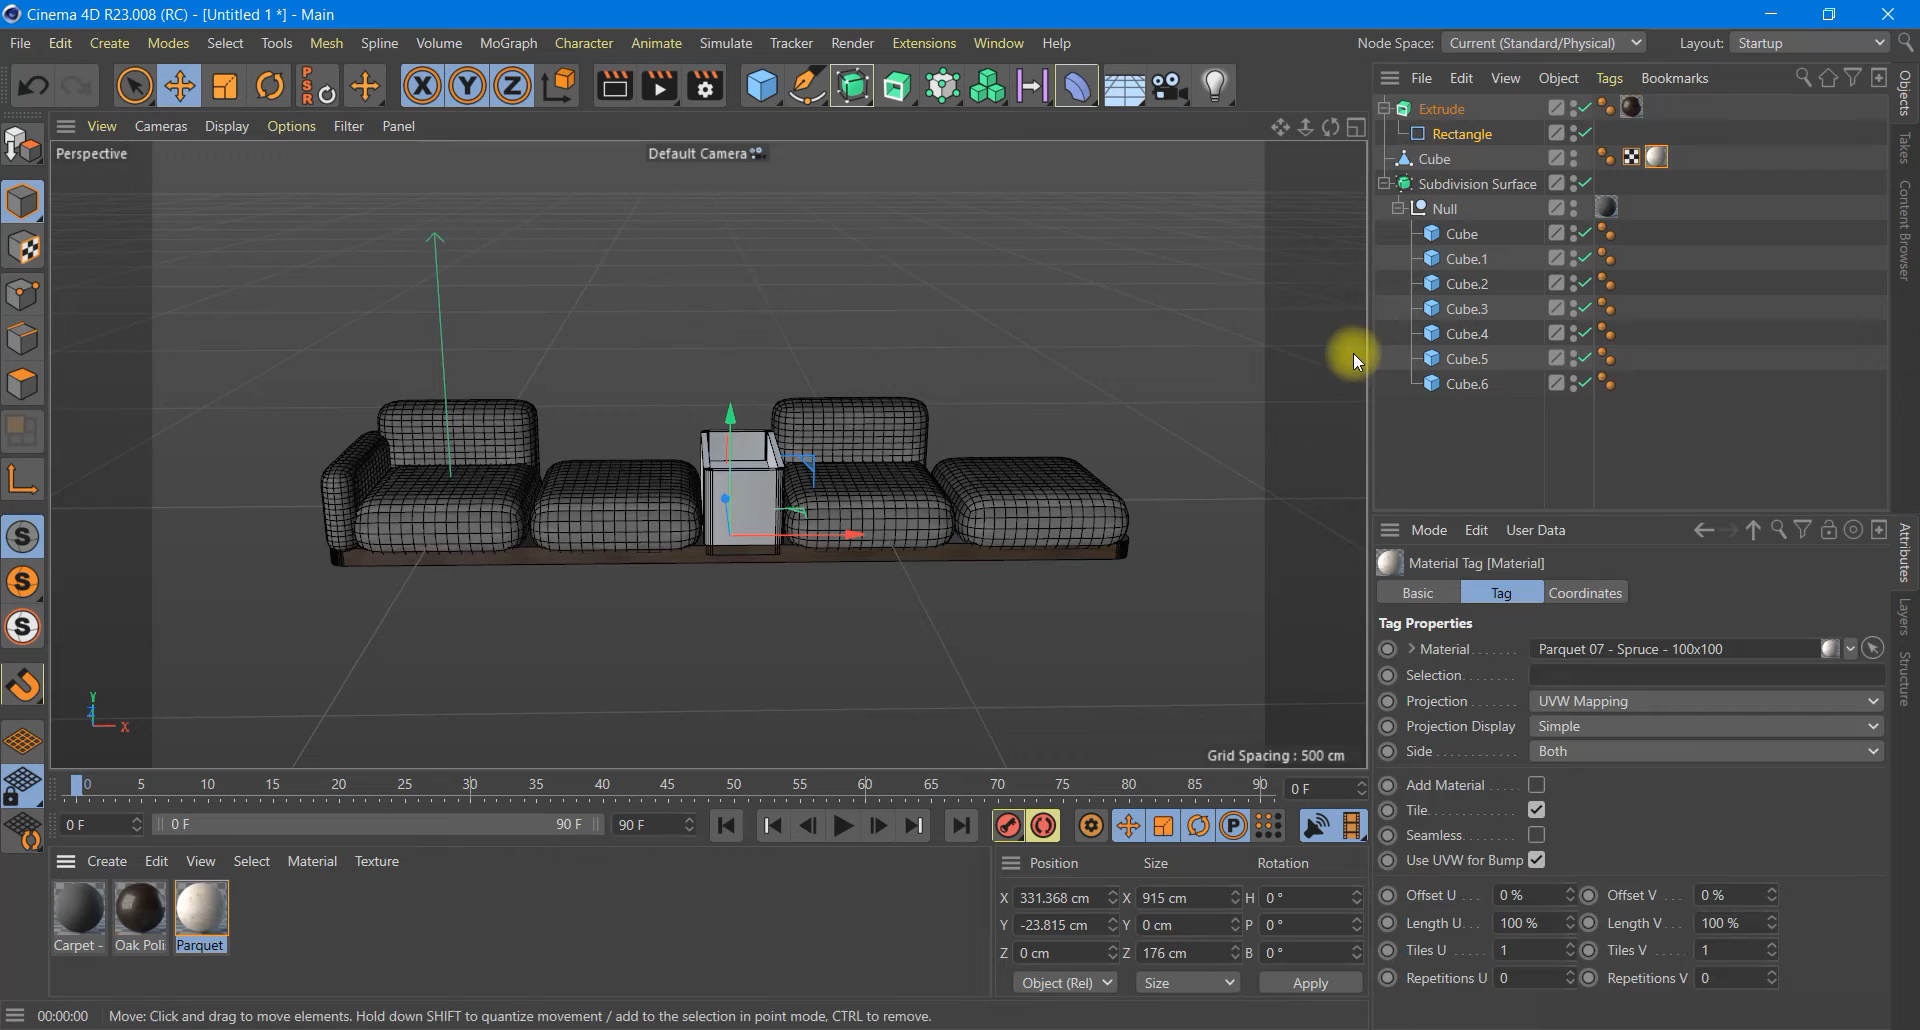 Cinema 4D R23.008 (RC) - [Untitled 1 *] - Main
File Edit Create Modes Select Tools Mesh Spline Volume MoGraph Character Animate Simulate Tracker Render Extensions Window Help
Node Space: Current (Standard/Physical) Layout: Startup
P S R X Y Z
File Edit View Object Tags Bookmarks
View Cameras Display Options Filter Panel
Perspective
Default Camera
Extrude
Rectangle
Cube
Subdivision Surface
Null
Cube
Cube.1
Cube.2
Cube.3
Cube.4
Cube.5
Cube.6
Objects
Takes
Content Browser
S
S
S
Y
Z
X
Grid Spacing : 500 cm
Mode Edit User Data
Material Tag [Material]
Basic Tag Coordinates
Tag Properties
Material Parquet 07 - Spruce - 100x100
Selection
Projection UVW Mapping
Projection Display Simple
Side Both
Add Material
Tile
Seamless
Use UVW for Bump
Offset U 0 % Offset V 0 %
Length U 100 % Length V 100 %
Tiles U 1 Tiles V 1
Repetitions U 0 Repetitions V 0
Attributes
Layers
Structure
0 5 10 15 20 25 30 35 40 45 50 55 60 65 70 75 80 85 90 0 F
0 F 0 F 90 F 90 F P
Create Edit View Select Material Texture
Carpet - Oak Poli Parquet
Position Size Rotation
X 331.368 cm X 915 cm H 0 °
Y -23.815 cm Y 0 cm P 0 °
Z 0 cm Z 176 cm B 0 °
Object (Rel) Size Apply
00:00:00 Move: Click and drag to move elements. Hold down SHIFT to quantize movement / add to the selection in point mode, CTRL to remove.